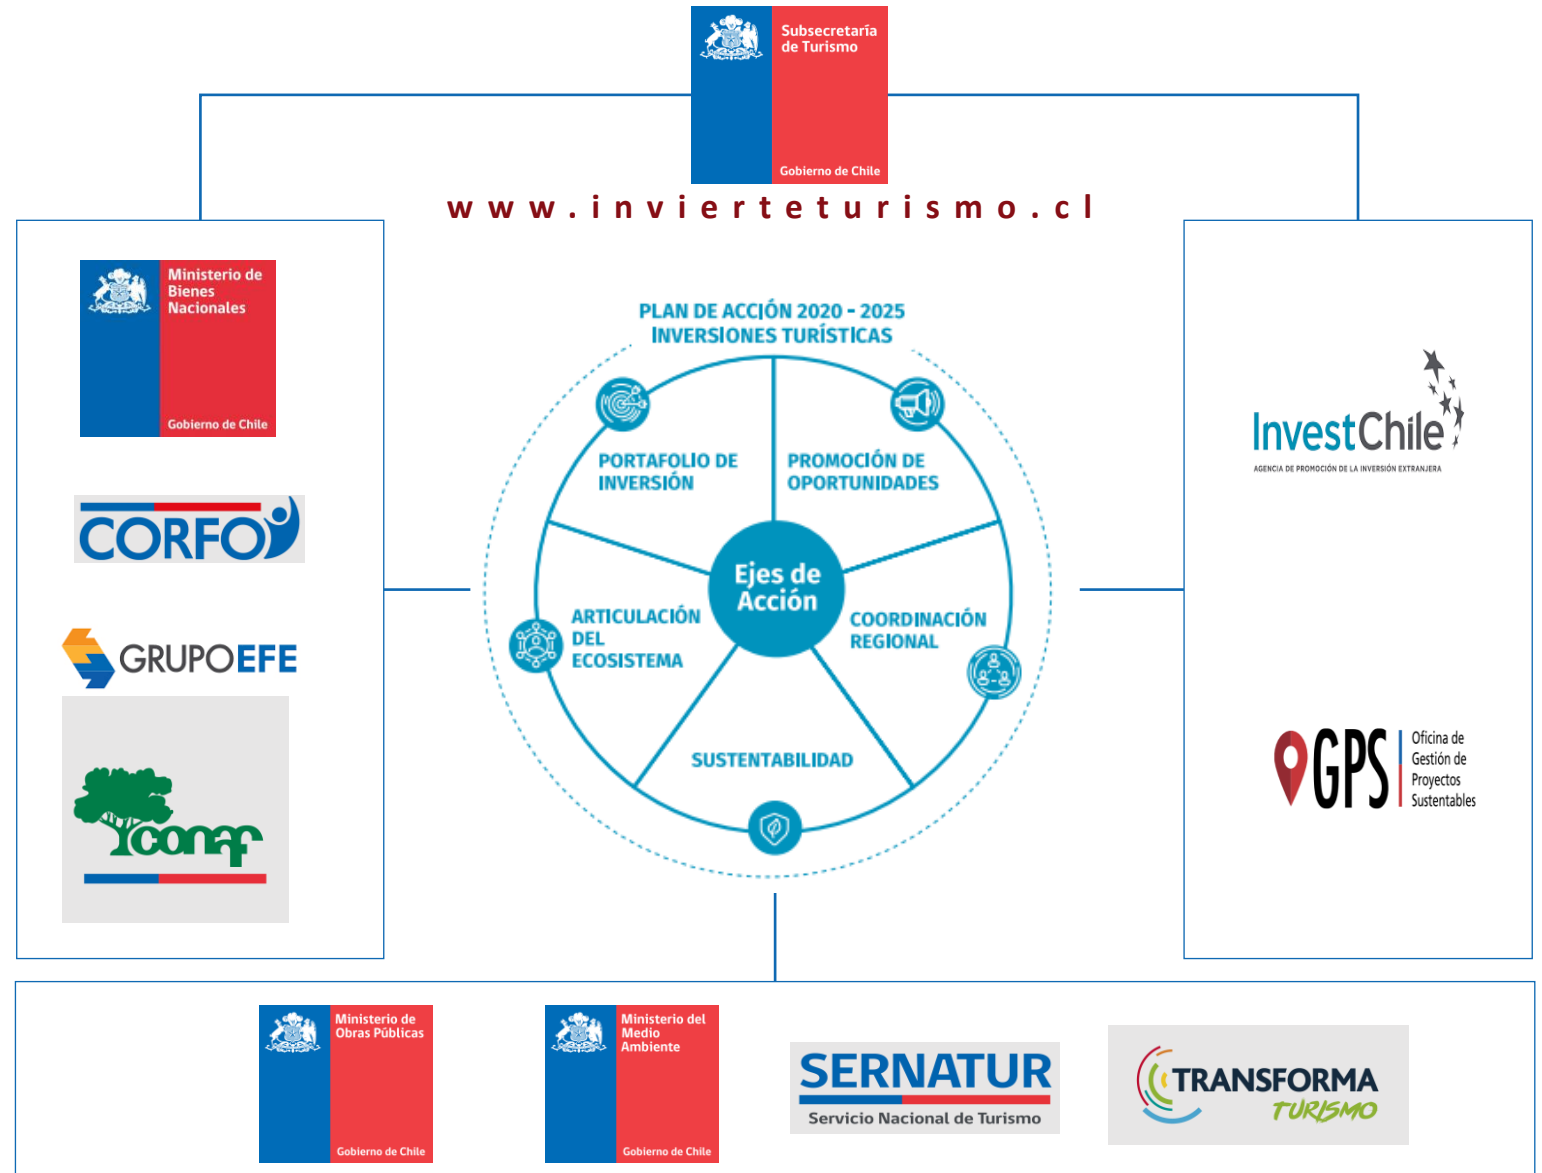 Subsecretaría
de Turismo
Gobierno de Chile
www.invierteturismo.cl
Ministerio de
Bienes
Nacionales
Gobierno de Chile
CORFO
GRUPOEFE
conaf
PLAN DE ACCIÓN 2020 - 2025
INVERSIONES TURÍSTICAS
PORTAFOLIO DE
INVERSIÓN
PROMOCIÓN DE
OPORTUNIDADES
Ejes de
Acción
ARTICULACIÓN
DEL
ECOSISTEMA
COORDINACIÓN
REGIONAL
SUSTENTABILIDAD
InvestChile
AGENCIA DE PROMOCIÓN DE LA INVERSIÓN EXTRANJERA
GPS
Oficina de
Gestión de
Proyectos
Sustentables
Ministerio de
Obras Públicas
Gobierno de Chile
Ministerio del
Medio
Ambiente
Gobierno de Chile
SERNATUR
Servicio Nacional de Turismo
TRANSFORMA
TURISMO